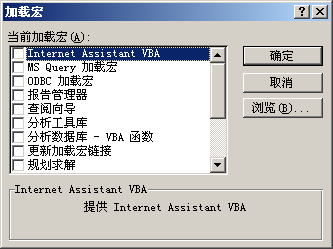 加载宏
当前加载宏(A):
Internet Assistant VBA
MS Query 加载宏
ODBC 加载宏
报告管理器
查阅向导
分析工具库
分析数据库 - VBA 函数
更新加载宏链接
规划求解
确定
取消
浏览(B)...
Internet Assistant VBA
提供 Internet Assistant VBA